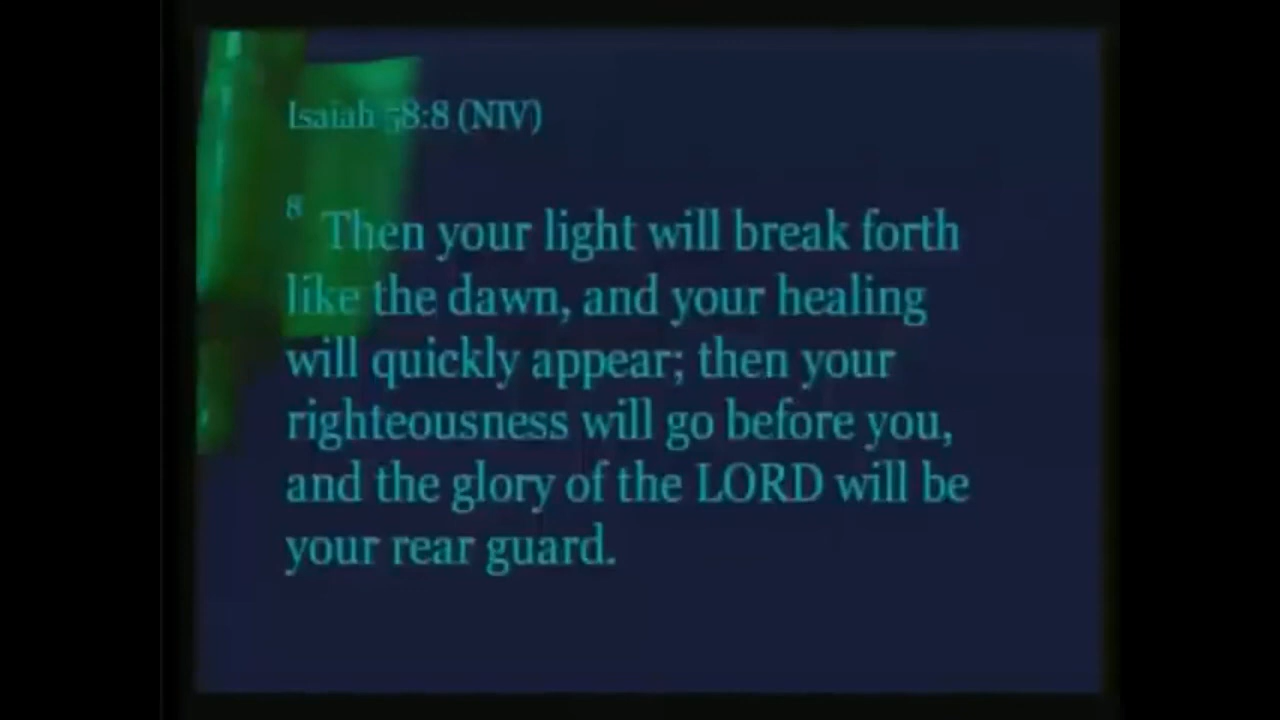 Isaiah 58:8 (NIV)
8 Then your light will break forth
like the dawn, and your healing
will quickly appear; then your
righteousness will go before you,
and the glory of the LORD will be
your rear guard.